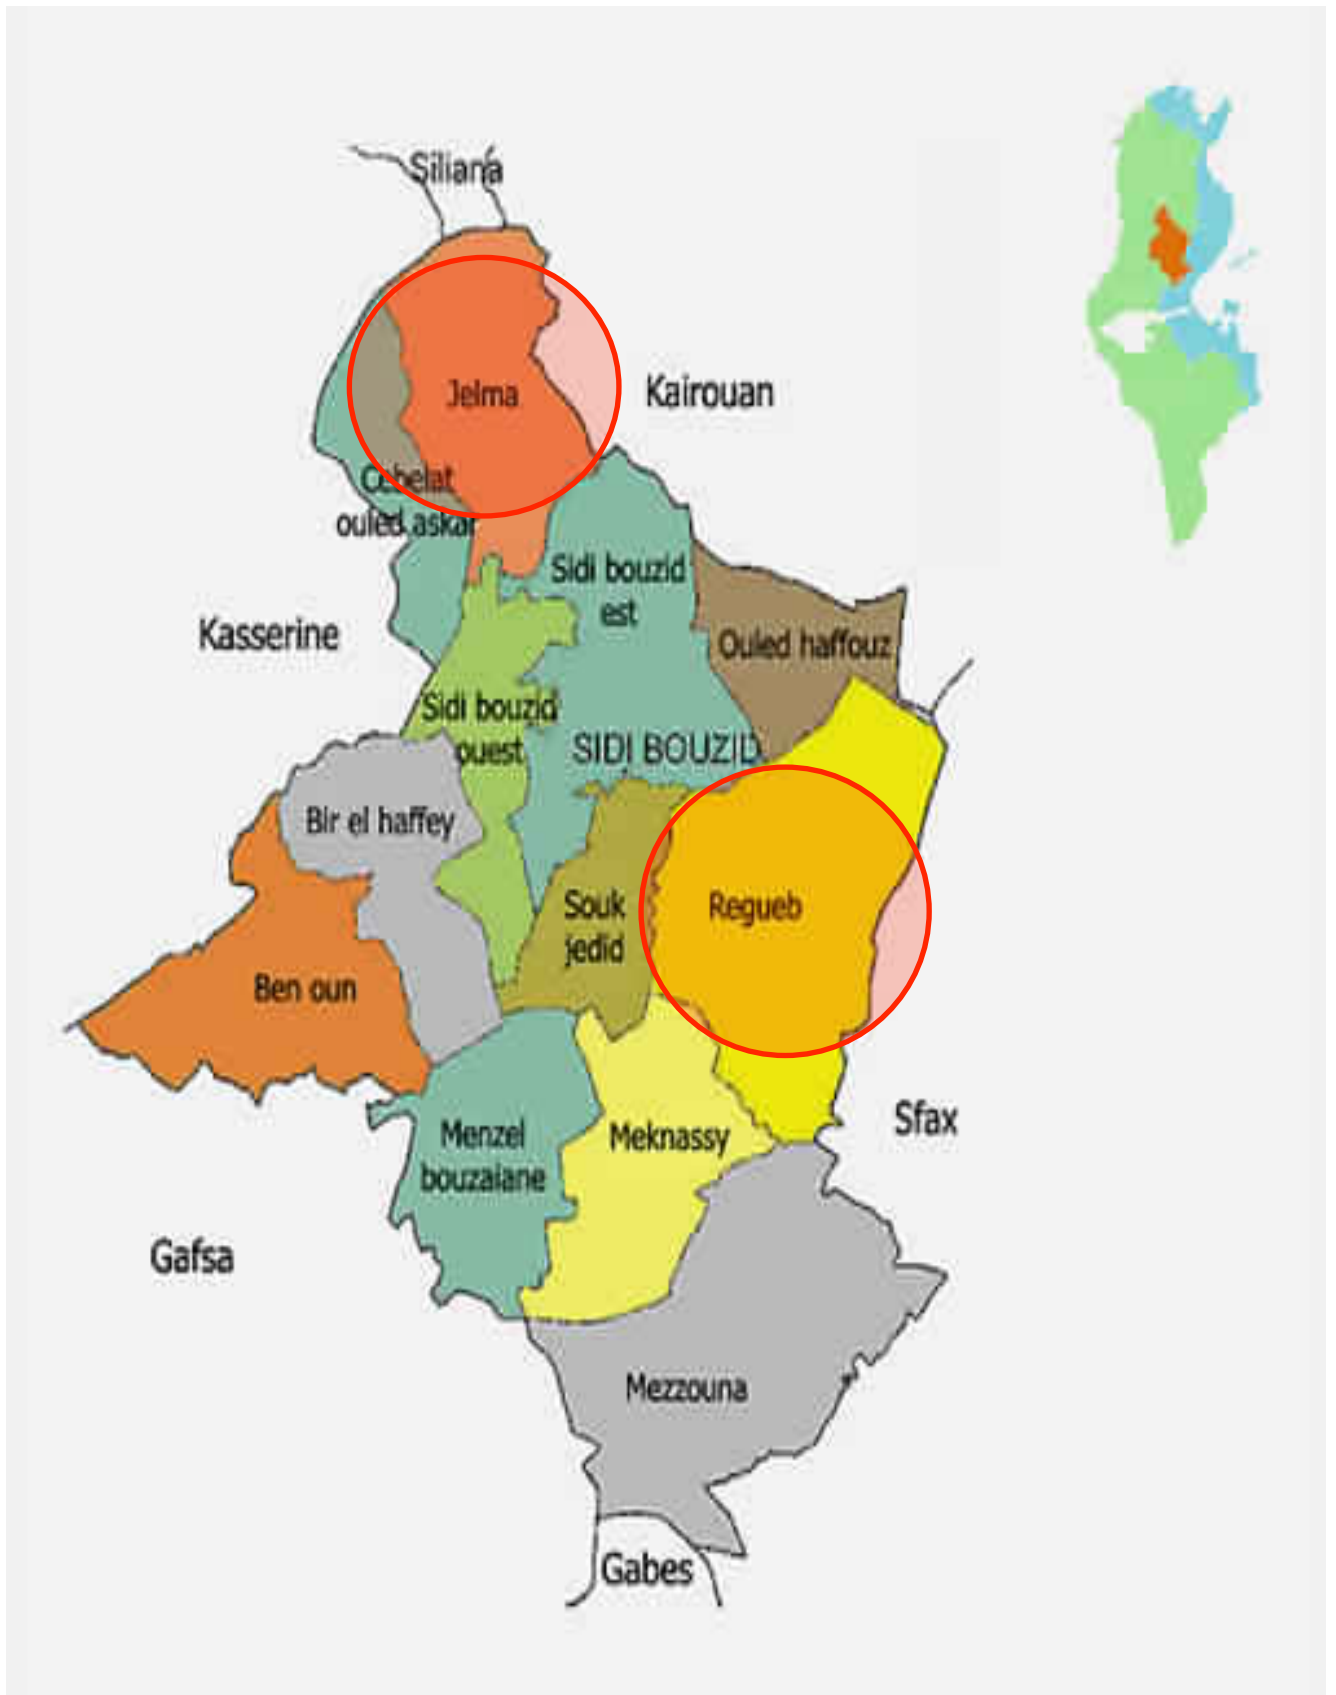 Siliana
Jelma
Kairouan
Cebelat
ouled askar
Sidi bouzid
est
Kasserine
Ouled haffouz
Sidi bouzid
ouest
SIDI BOUZID
Bir el haffey
Souk
jedid
Regueb
Ben oun
Menzel
bouzaiane
Meknassy
Sfax
Gafsa
Mezzouna
Gabes